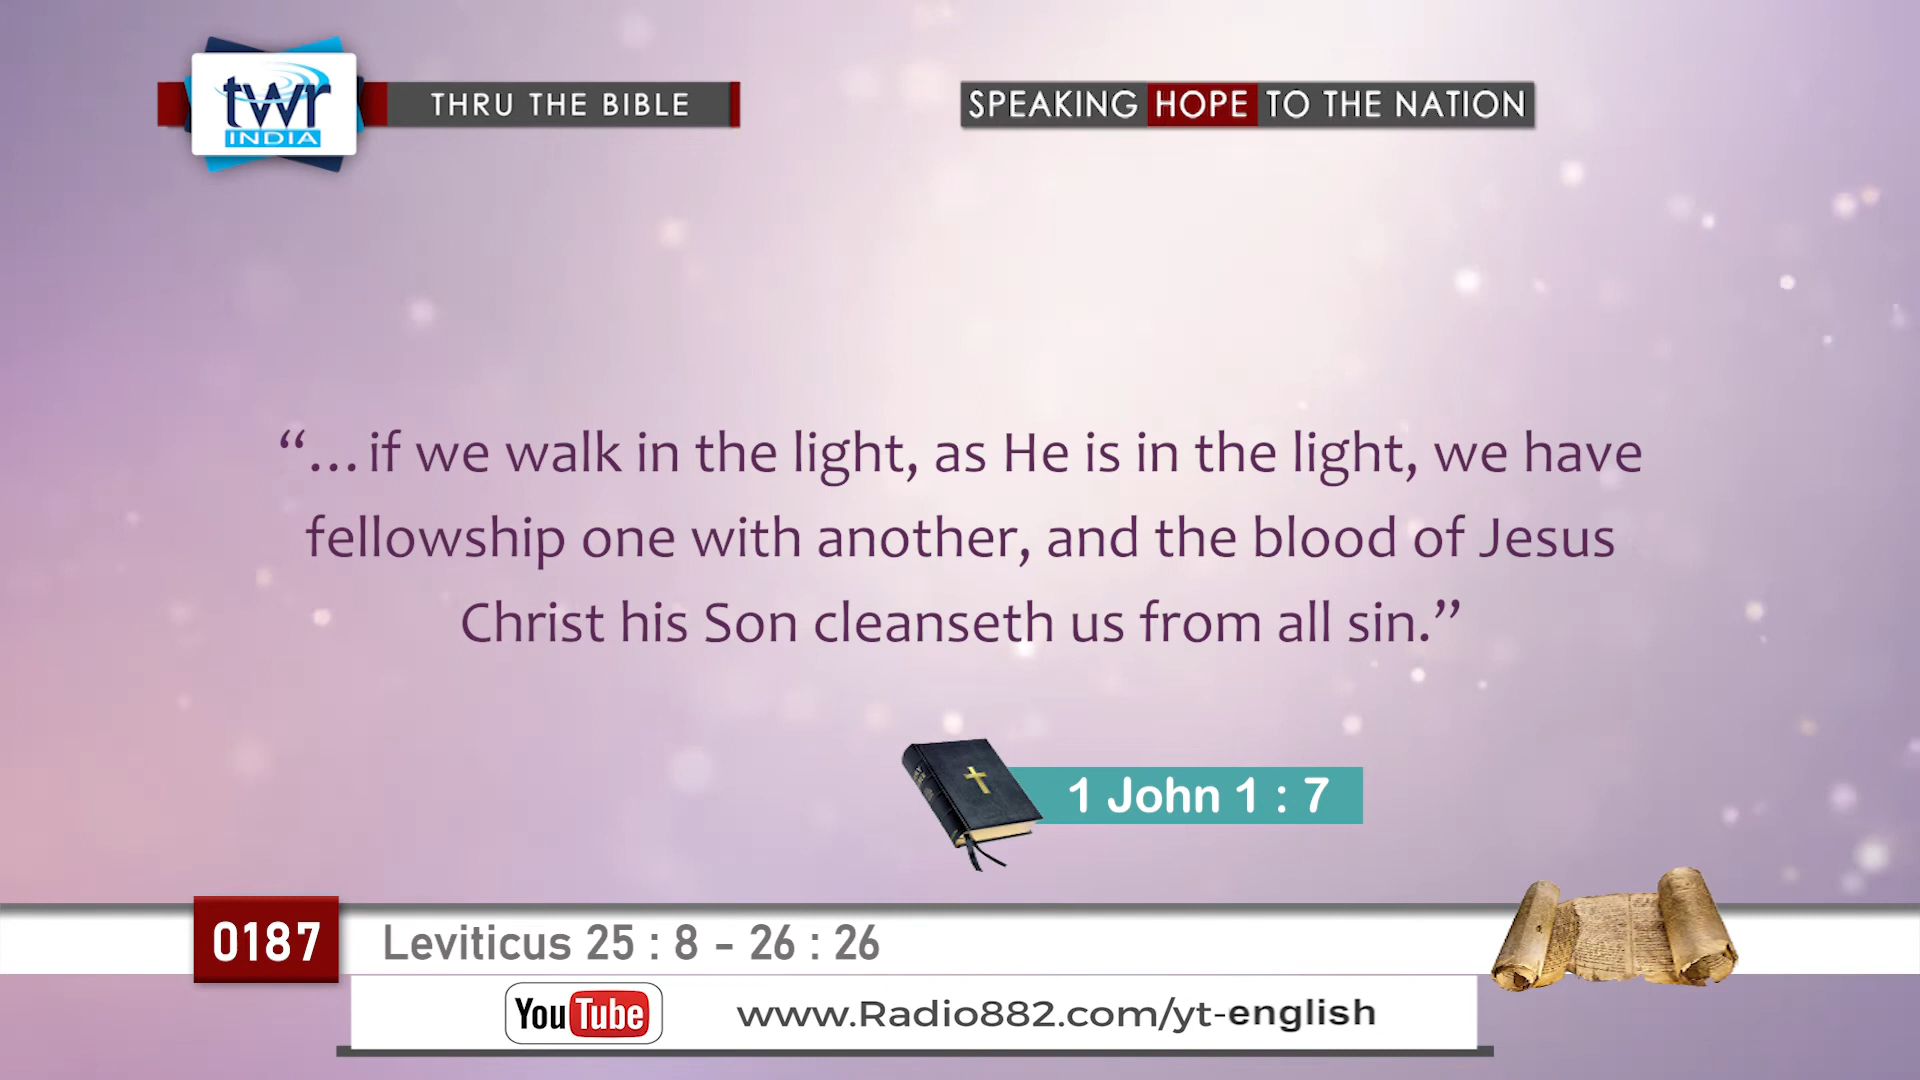 twr
INDIA
THRU THE BIBLE
SPEAKING HOPE TO THE NATION
“...if we walk in the light, as He is in the light, we have
fellowship one with another, and the blood of Jesus
Christ his Son cleanseth us from all sin.”
1 John 1 : 7
0187
Leviticus 25 : 8 - 26 : 26
YouTube
www.Radio882.com/yt-english